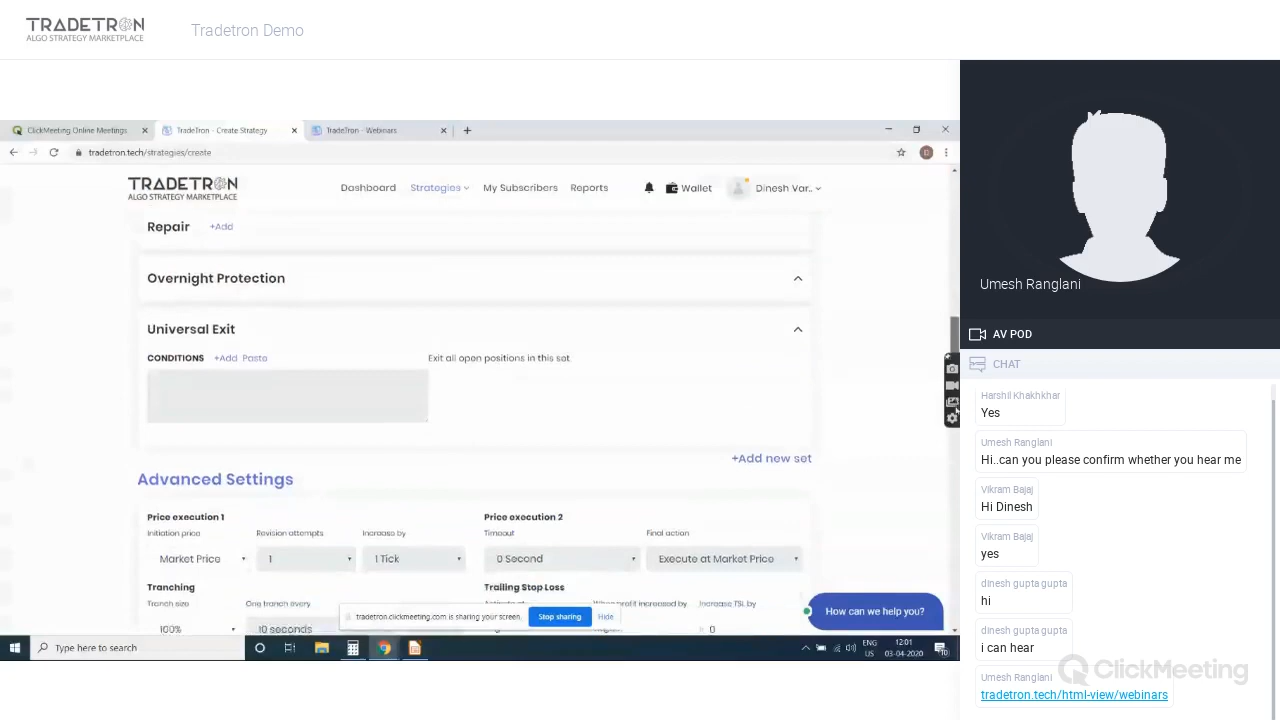 TRADETRON
ALGO STRATEGY MARKETPLACE
Tradetron Demo
ClickMeeting Online Meetings
TradeTron - Create Strategy
TradeTron - Webinars
tradetron.tech/strategies/create
TRADETRON
ALGO STRATEGY MARKETPLACE
Dashboard
Strategies
My Subscribers
Reports
Wallet
Dinesh Var..
Repair
+Add
Overnight Protection
Universal Exit
CONDITIONS
+Add
Paste
Exit all open positions in this set
+Add new set
Advanced Settings
Price execution 1
Price execution 2
Initiation price
Revision attempts
Increase by
Timeout
Final action
Market Price
1
1 Tick
0 Second
Execute at Market Price
Tranching
Trailing Stop Loss
Tranch size
One tranch every
profit increased by
Increase TSL by
100%
10 seconds
0
tradetron.clickmeeting.com is sharing your screen.
Stop sharing
Hide
How can we help you?
Type here to search
ENG
US
12:01
03-04-2020
Umesh Ranglani
AV POD
CHAT
Harshil Khakhkhar
Yes
Umesh Ranglani
Hi..can you please confirm whether you hear me
Vikram Bajaj
Hi Dinesh
Vikram Bajaj
yes
dinesh gupta gupta
hi
dinesh gupta gupta
i can hear
Umesh Ranglani
tradetron.tech/html-view/webinars
ClickMeeting